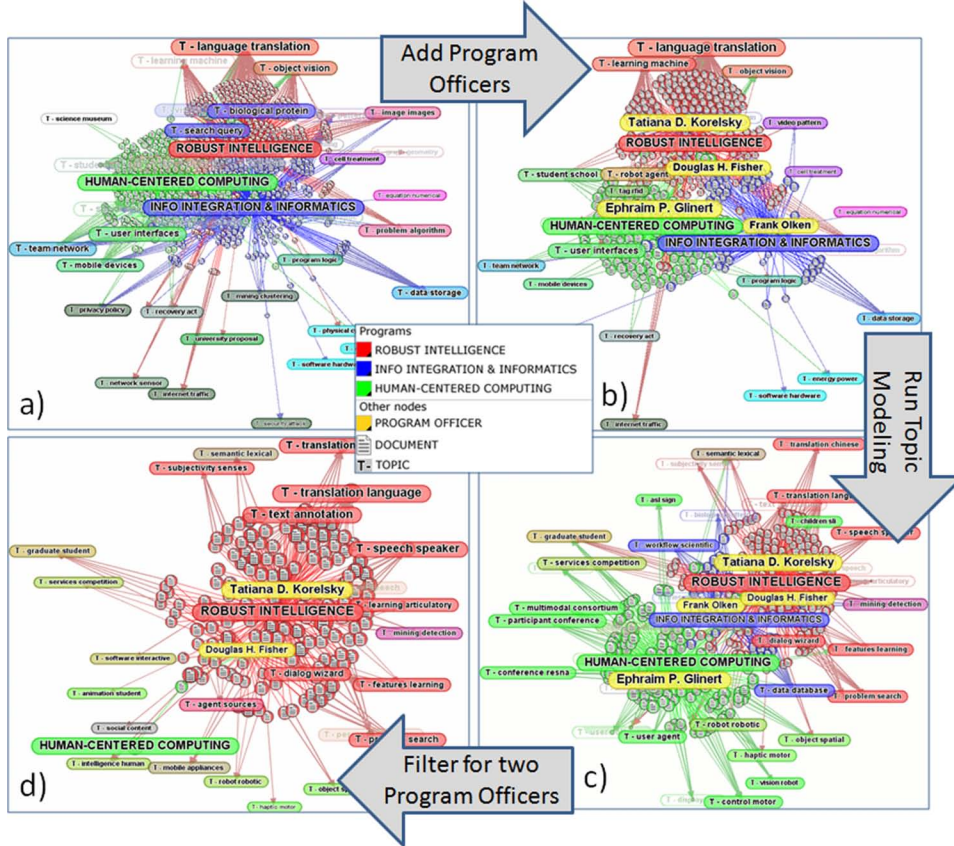 T - language translation
T - learning machine
T - object vision
T - biological protein
T - image images
T - science museum
T - search query
ROBUST INTELLIGENCE
T - cell treatment
HUMAN-CENTERED COMPUTING
T - equation numerical
INFO INTEGRATION & INFORMATICS
T - user interfaces
T - problem algorithm
T - team network
T - program logic
T - mobile devices
T - mining clustering
T - data storage
T - privacy policy
T - recovery act
T - university proposal
T - software hardware
T - network sensor
T - internet traffic
T - security attack
a)
Add Program
Officers
T - language translation
T - learning machine
T - object vision
Tatiana D. Korelsky
T - video pattern
ROBUST INTELLIGENCE
T - student school
T - robot agent
Douglas H. Fisher
T - cell treatment
T - tag rfid
Ephraim P. Glinert
T - equation numerical
HUMAN-CENTERED COMPUTING
Frank Olken
T - user interfaces
INFO INTEGRATION & INFORMATICS
T - team network
T - mobile devices
T - program logic
T - data storage
T - recovery act
T - energy power
T - software hardware
T - internet traffic
b)
Programs
ROBUST INTELLIGENCE
INFO INTEGRATION & INFORMATICS
HUMAN-CENTERED COMPUTING
Other nodes
PROGRAM OFFICER
DOCUMENT
T- TOPIC
Run Topic
Modeling
T - semantic lexical
T - translation chinese
T - asl sign
T - translation
T - children sli
T - graduate student
T - workflow scientific
T - speech
T - services competition
Tatiana D. Korelsky
ROBUST INTELLIGENCE
T - multimodal consortium
Frank Olken
Douglas H. Fisher
T - mining detection
T - participant conference
INFO INTEGRATION & INFORMATICS
T - dialog wizard
T - features learning
HUMAN-CENTERED COMPUTING
T - conference resna
Ephraim P. Glinert
T - data database
T - problem search
T - robot robotic
T - user agent
T - object spatial
T - haptic motor
T - vision robot
T - control motor
c)
Filter for two
Program Officers
T - semantic lexical
T - translation
T - subjectivity senses
T - translation language
T - text annotation
T - graduate student
T - speech speaker
T - services competition
Tatiana D. Korelsky
ROBUST INTELLIGENCE
T - learning articulatory
T - mining detection
Douglas H. Fisher
T - software interactive
T - dialog wizard
T - features learning
T - animation student
T - agent sources
T - social content
HUMAN-CENTERED COMPUTING
T - intelligence human
T - mobile appliances
T - robot robotic
T - haptic motor
d)